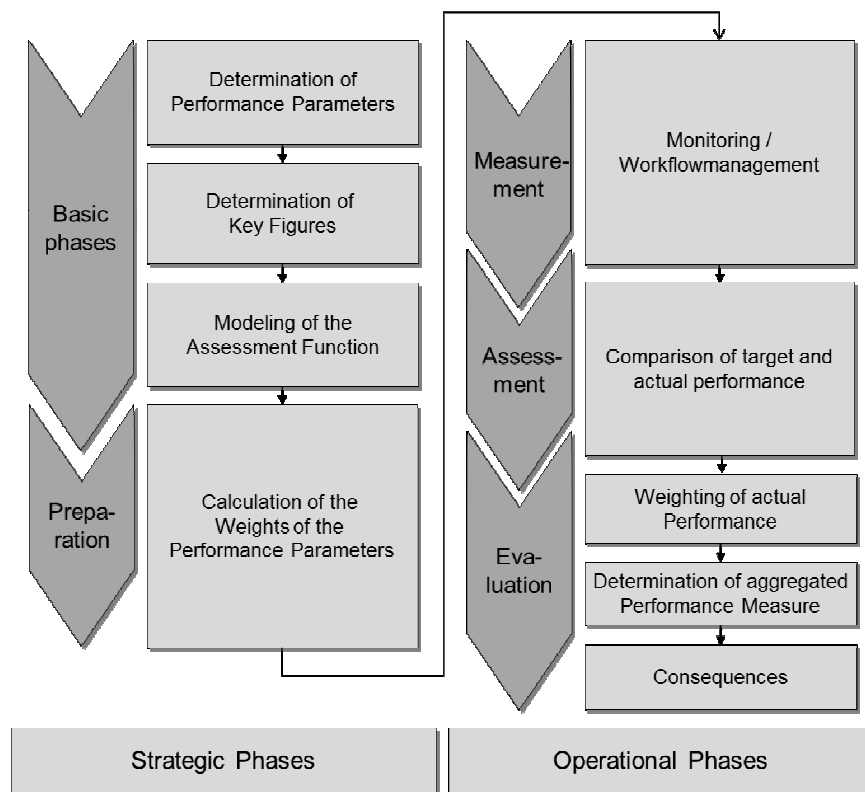 Basic
phases
Determination of
Performance Parameters
Determination of
Key Figures
Modeling of the
Assessment Function
Prepa-
ration
Calculation of the
Weights of the
Performance Parameters
Measure-
ment
Monitoring /
Workflowmanagement
Assess-
ment
Comparison of target and
actual performance
Eva-
luation
Weighting of actual
Performance
Determination of aggregated
Performance Measure
Consequences
Strategic Phases
Operational Phases